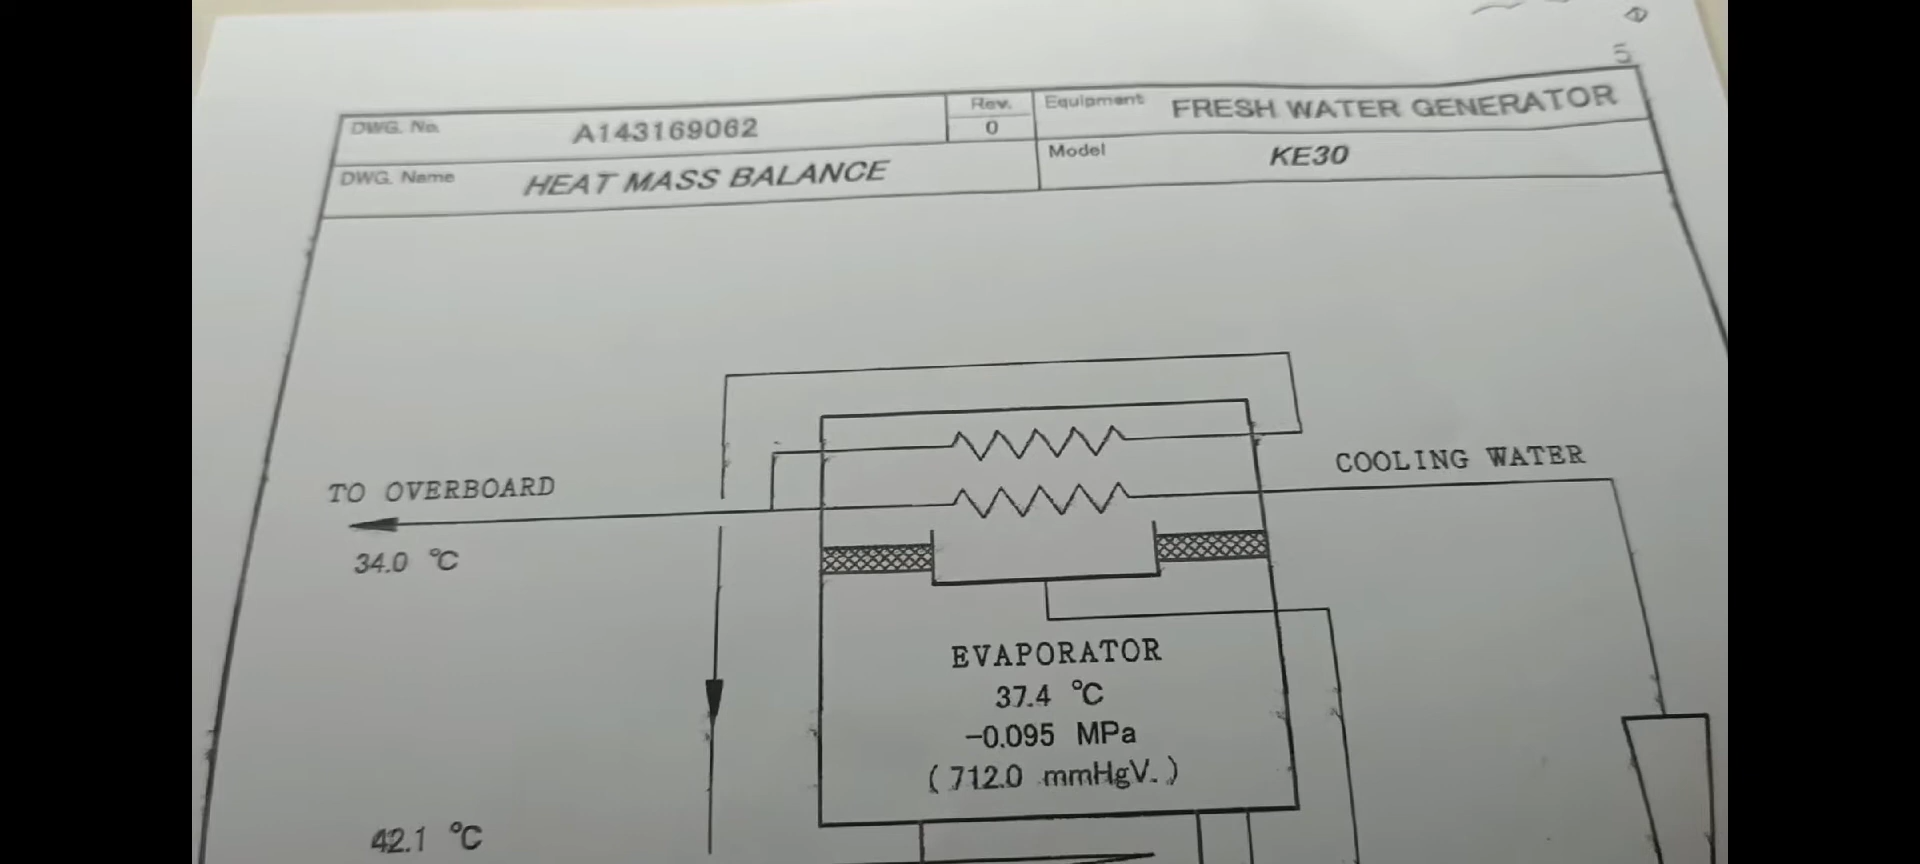 5
DWG. No. A143169062
Rev. 0
Equipment FRESH WATER GENERATOR
DWG. Name HEAT MASS BALANCE
Model KE30
COOLING WATER
TO OVERBOARD
34.0 ℃
EVAPORATOR
37.4 ℃
-0.095 MPa
(712.0 mmHgV.)
42.1 ℃